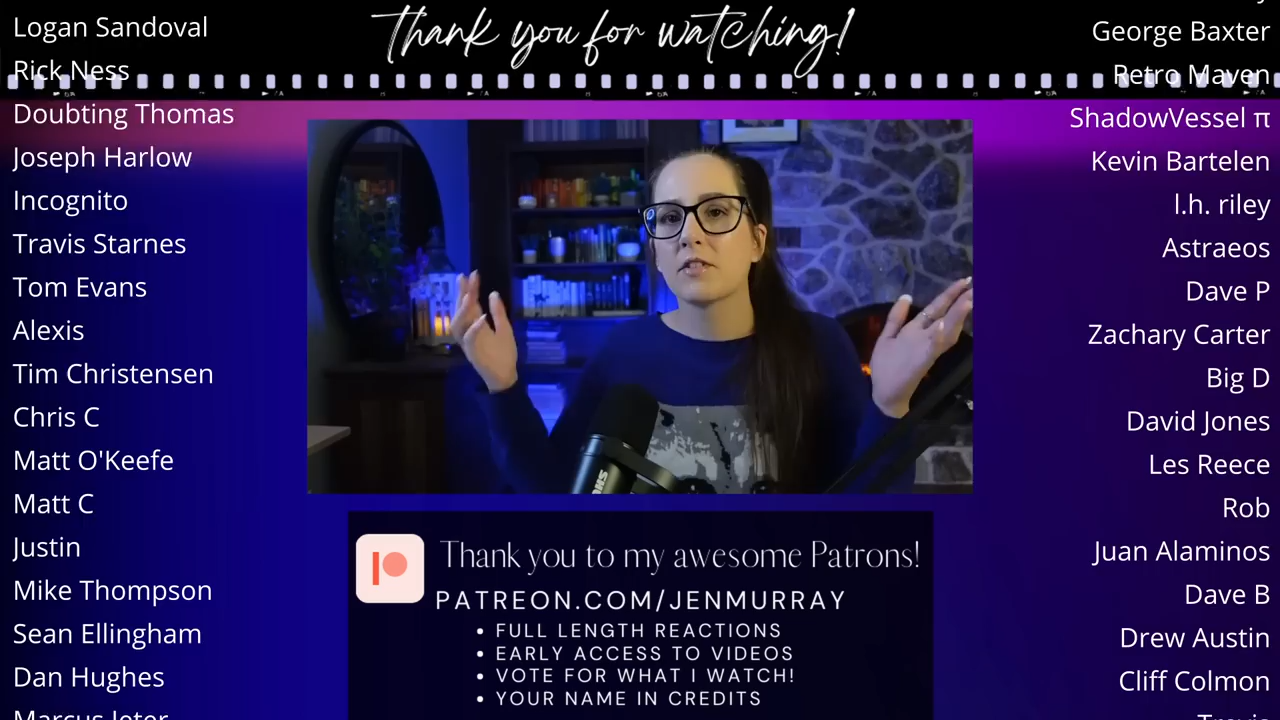 Thank you for watching!
Logan Sandoval
Rick Ness
Doubting Thomas
Joseph Harlow
Incognito
Travis Starnes
Tom Evans
Alexis
Tim Christensen
Chris C
Matt O'Keefe
Matt C
Justin
Mike Thompson
Sean Ellingham
Dan Hughes
Marcus Jeter
Thank you to my awesome Patrons!
PATREON.COM/JENMURRAY
• FULL LENGTH REACTIONS
• EARLY ACCESS TO VIDEOS
• VOTE FOR WHAT I WATCH!
• YOUR NAME IN CREDITS
George Baxter
Retro Maven
ShadowVessel π
Kevin Bartelen
l.h. riley
Astraeos
Dave P
Zachary Carter
Big D
David Jones
Les Reece
Rob
Juan Alaminos
Dave B
Drew Austin
Cliff Colmon
Travis